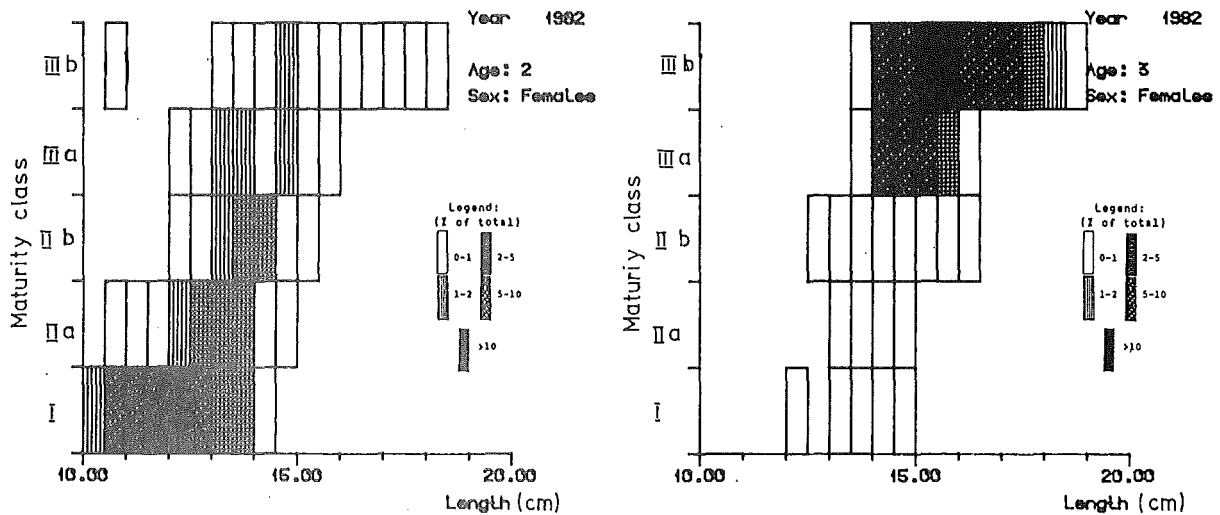 Year 1982
Age: 2
Sex: Females
Maturity class
III b
III a
II b
II a
I
Legend:
(% of total)
0-1
2-5
1-2
5-10
>10
10.00
15.00
20.00
Length (cm)
Year 1982
Age: 3
Sex: Females
Maturiy class
III b
III a
II b
II a
I
Legend:
(% of total)
0-1
2-5
1-2
5-10
>10
10.00
15.00
20.00
Length (cm)